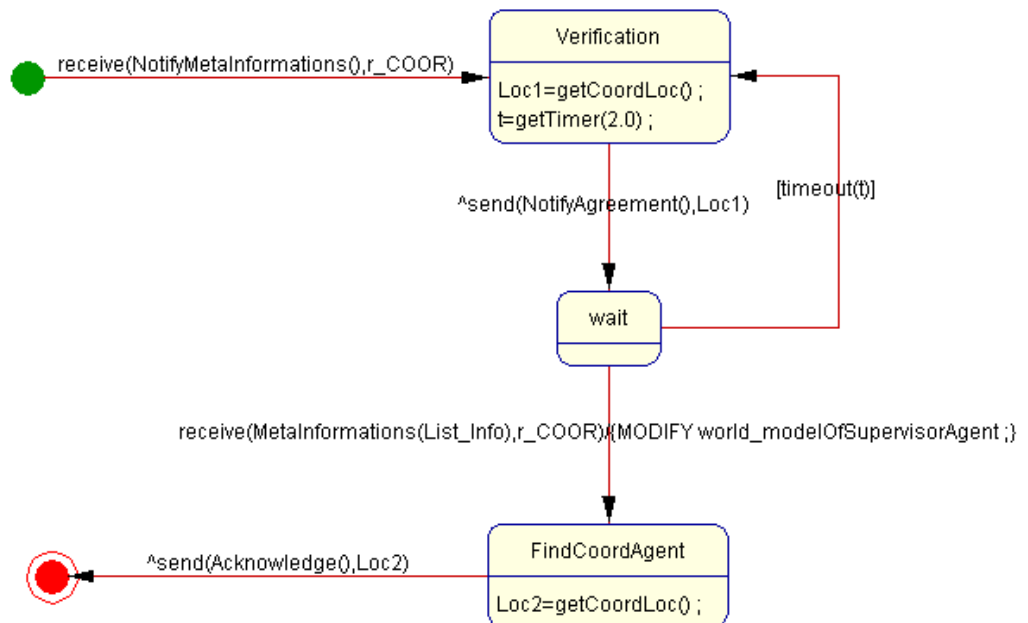 Verification
receive(NotifyMetaInformations(),r_COOR)
Loc1=getCoordLoc() ;
t=getTimer(2.0) ;
[timeout(t)]
^send(NotifyAgreement(),Loc1)
wait
receive(MetaInformations(List_Info),r_COOR)/{MODIFY world_modelOfSupervisorAgent ;}
FindCoordAgent
^send(Acknowledge(),Loc2)
Loc2=getCoordLoc() ;